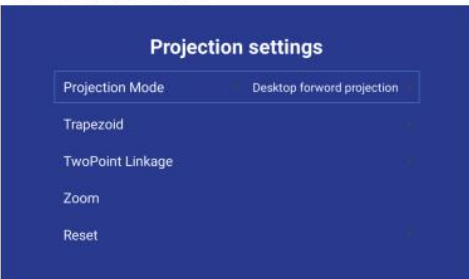 Projection settings
Projection Mode Desktop forword projection
Trapezoid
TwoPoint Linkage
Zoom
Reset